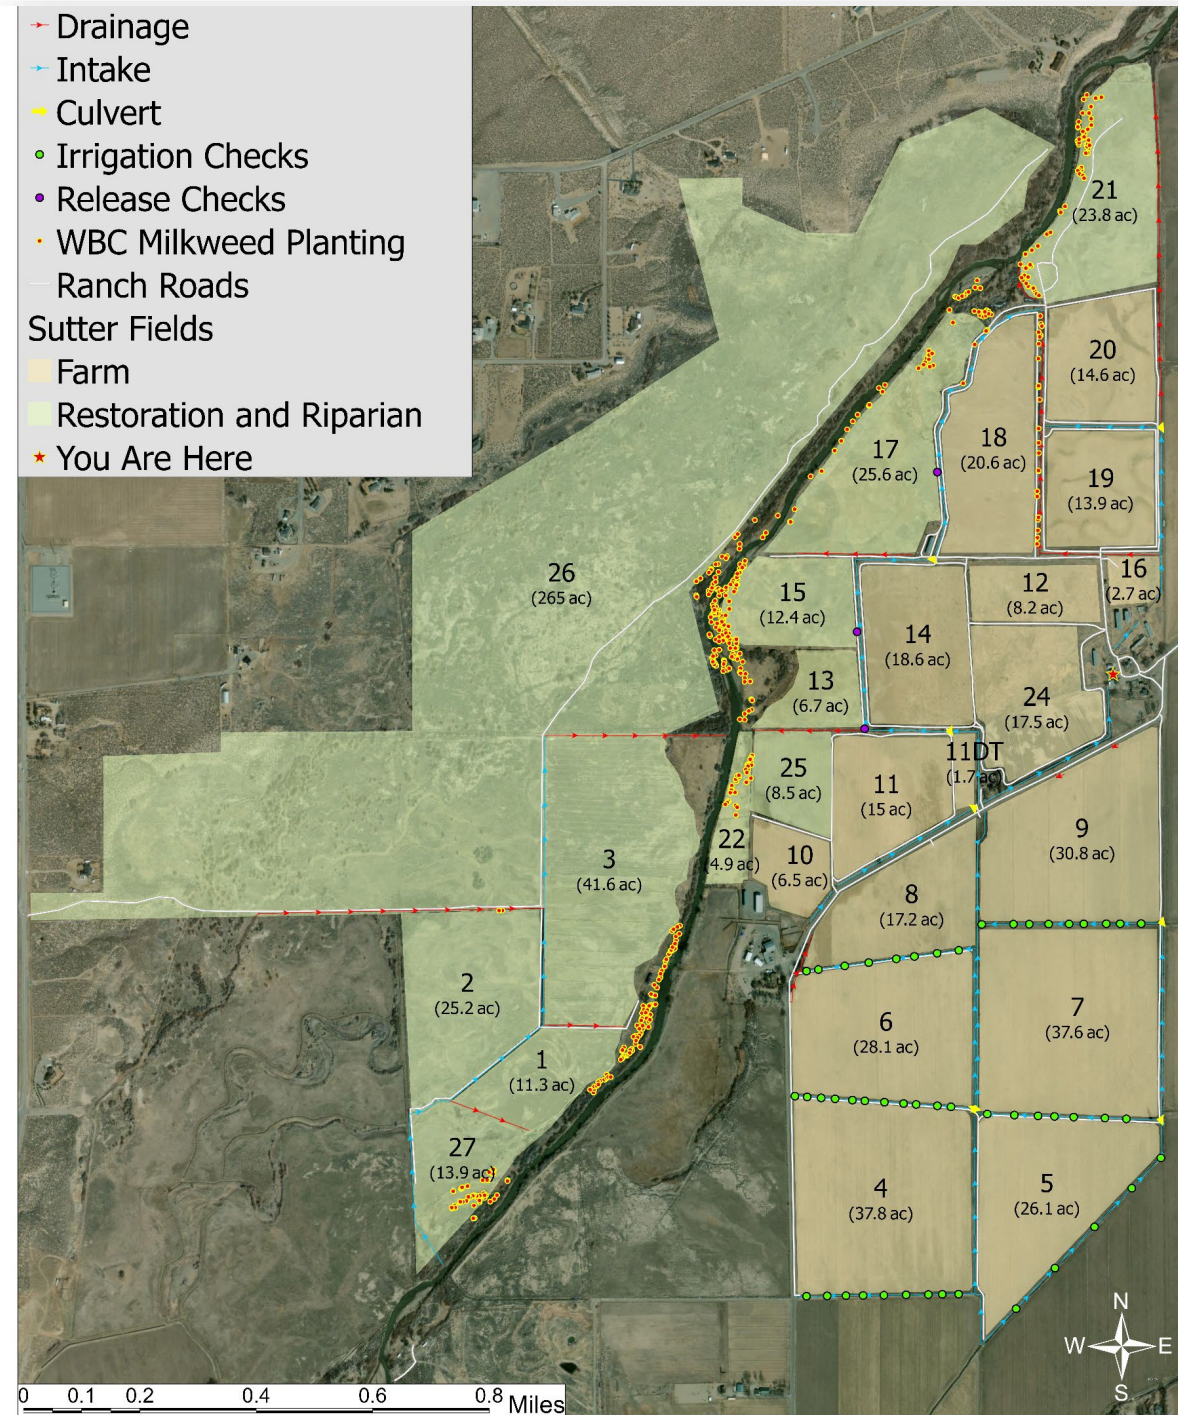 Drainage
Intake
Culvert
Irrigation Checks
Release Checks
WBC Milkweed Planting
Ranch Roads
Sutter Fields
Farm
Restoration and Riparian
You Are Here
21
(23.8 ac)
20
(14.6 ac)
18
(20.6 ac)
17
(25.6 ac)
19
(13.9 ac)
26
(265 ac)
16
(2.7 ac)
12
(8.2 ac)
15
(12.4 ac)
14
(18.6 ac)
13
(6.7 ac)
24
(17.5 ac)
11DT
(1.7 ac)
25
(8.5 ac)
11
(15 ac)
9
(30.8 ac)
22
(4.9 ac)
10
(6.5 ac)
3
(41.6 ac)
8
(17.2 ac)
2
(25.2 ac)
7
(37.6 ac)
6
(28.1 ac)
1
(11.3 ac)
27
(13.9 ac)
4
(37.8 ac)
5
(26.1 ac)
N
W E
S
0 0.1 0.2 0.4 0.6 0.8 Miles